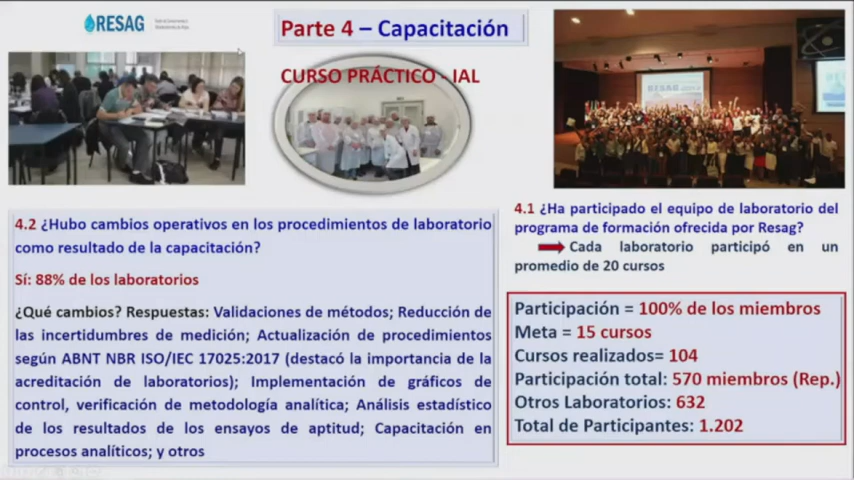 RESAG
Parte 4 – Capacitación
CURSO PRÁCTICO - IAL
RESAG
4.2 ¿Hubo cambios operativos en los procedimientos de laboratorio
como resultado de la capacitación?
Sí: 88% de los laboratorios
¿Qué cambios? Respuestas: Validaciones de métodos; Reducción de
las incertidumbres de medición; Actualización de procedimientos
según ABNT NBR ISO/IEC 17025:2017 (destacó la importancia de la
acreditación de laboratorios); Implementación de gráficos de
control, verificación de metodología analítica; Análisis estadístico
de los resultados de los ensayos de aptitud; Capacitación en
procesos analíticos; y otros
4.1 ¿Ha participado el equipo de laboratorio del
programa de formación ofrecida por Resag?
Cada laboratorio participó en un
promedio de 20 cursos
Participación = 100% de los miembros
Meta = 15 cursos
Cursos realizados= 104
Participación total: 570 miembros (Rep.)
Otros Laboratorios: 632
Total de Participantes: 1.202